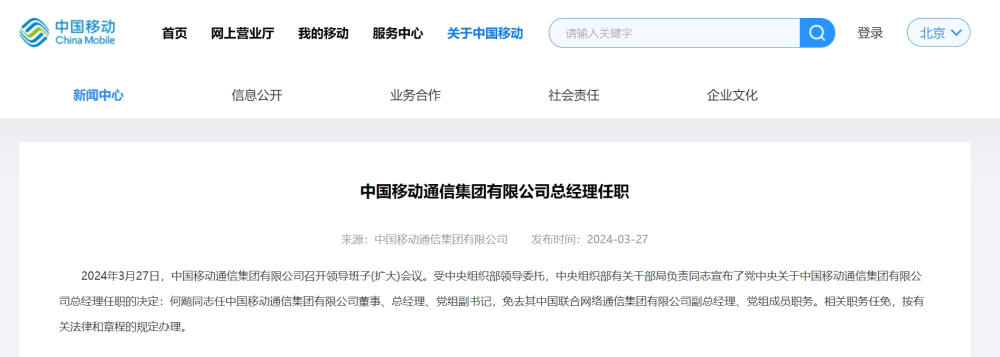 中国移动
China Mobile
首页 网上营业厅 我的移动 服务中心 关于中国移动 请输入关键字 登录 北京
新闻中心 信息公开 业务合作 社会责任 企业文化
中国移动通信集团有限公司总经理任职
来源：中国移动通信集团有限公司 发布时间：2024-03-27
2024年3月27日，中国移动通信集团有限公司召开领导班子(扩大)会议。受中央组织部领导委托，中央组织部有关干部局负责同志宣布了党中央关于中国移动通信集团有限公
司总经理任职的决定：何飚同志任中国移动通信集团有限公司董事、总经理、党组副书记，免去其中国联合网络通信集团有限公司副总经理、党组成员职务。相关职务任免，按有
关法律和章程的规定办理。